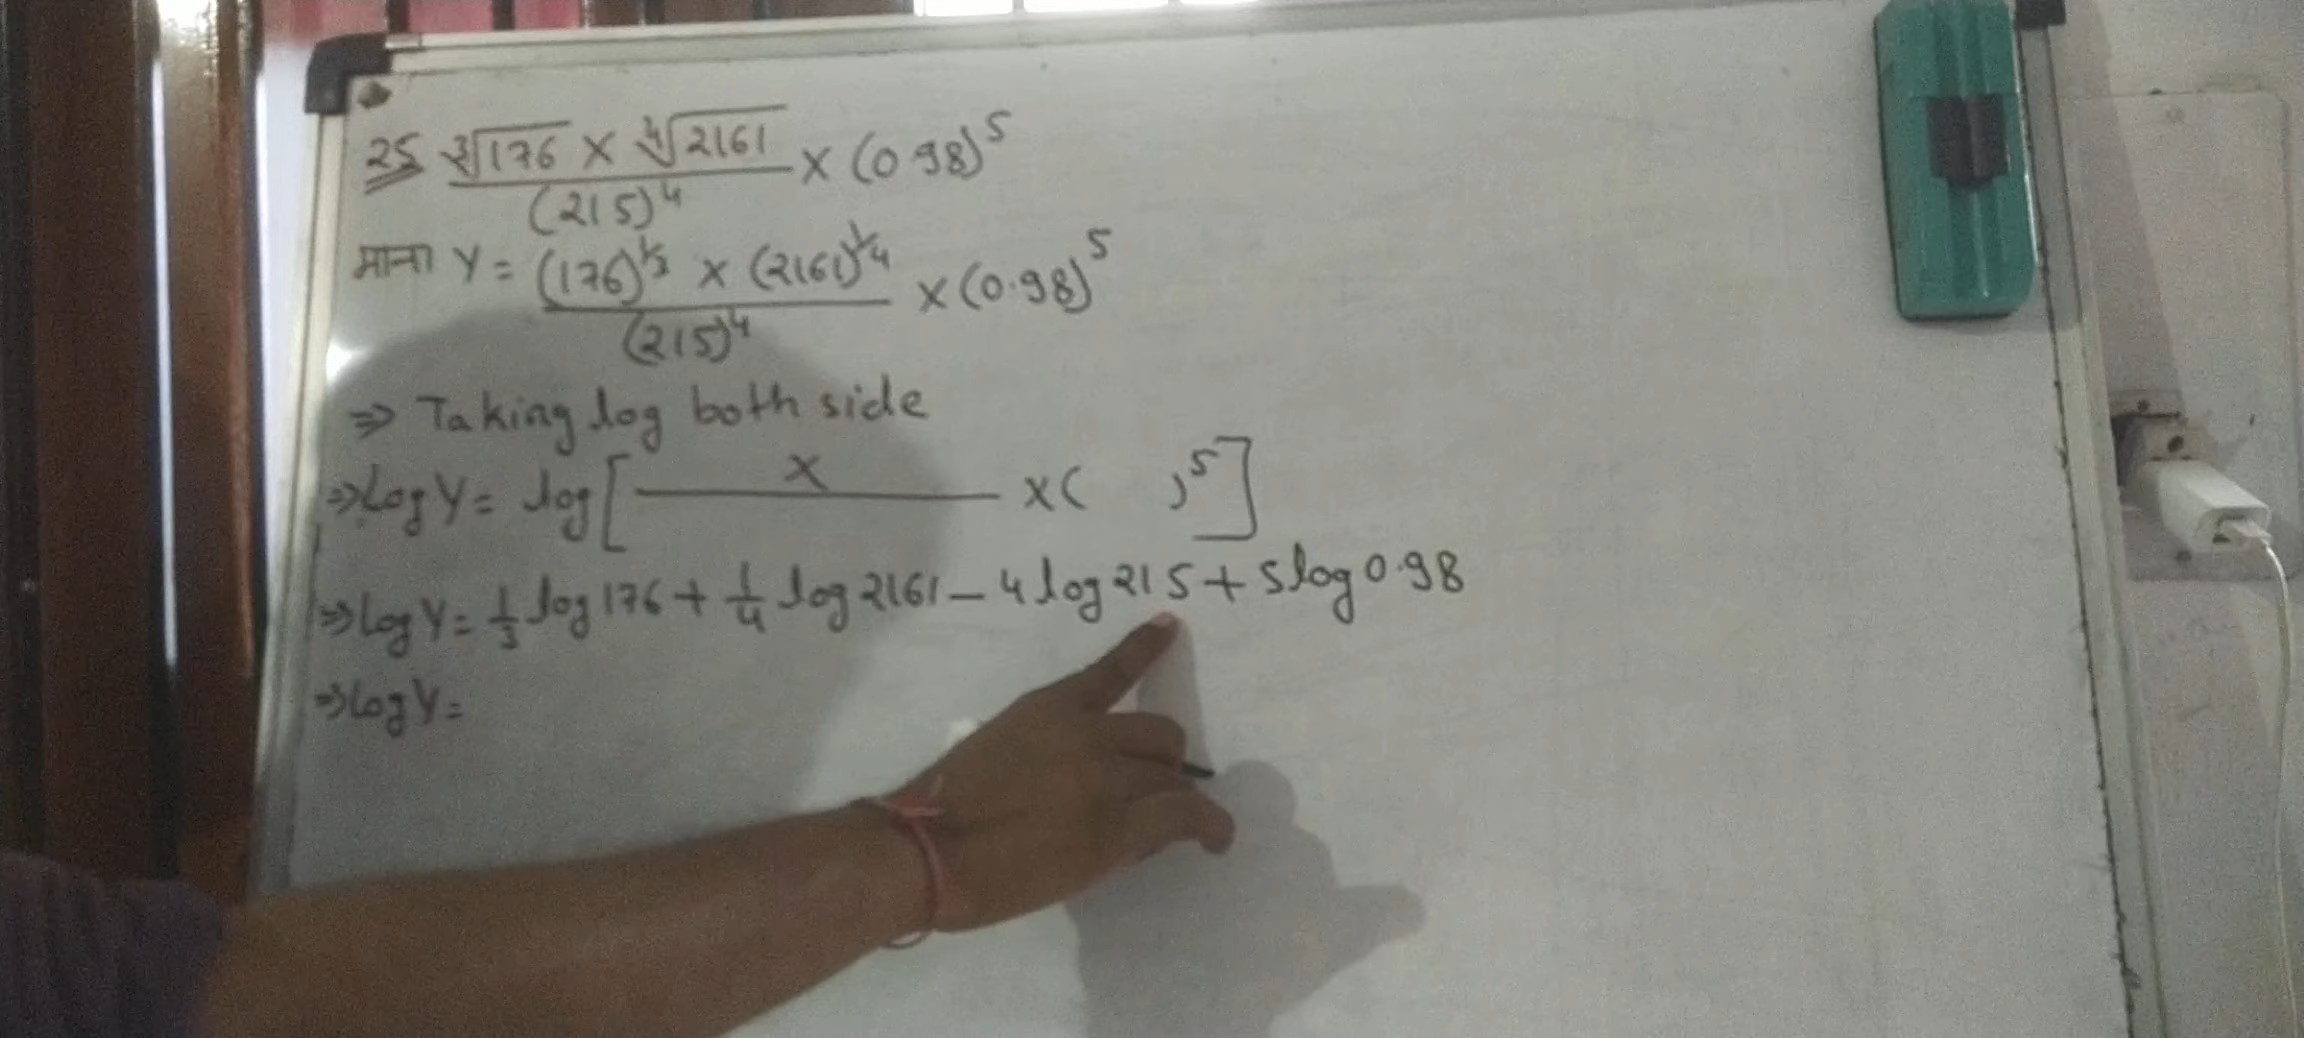 25 ∛176 × ∜2161 / (215)⁴ × (0.98)⁵
माना Y = (176)^1/3 × (2161)^1/4 / (215)⁴ × (0.98)⁵
⇒ Taking log both side
⇒ Log Y = log [ × / × ( )⁵ ]
⇒ Log Y = 1/3 log 176 + 1/4 log 2161 - 4 log 215 + 5 log 0.98
⇒ Log Y =